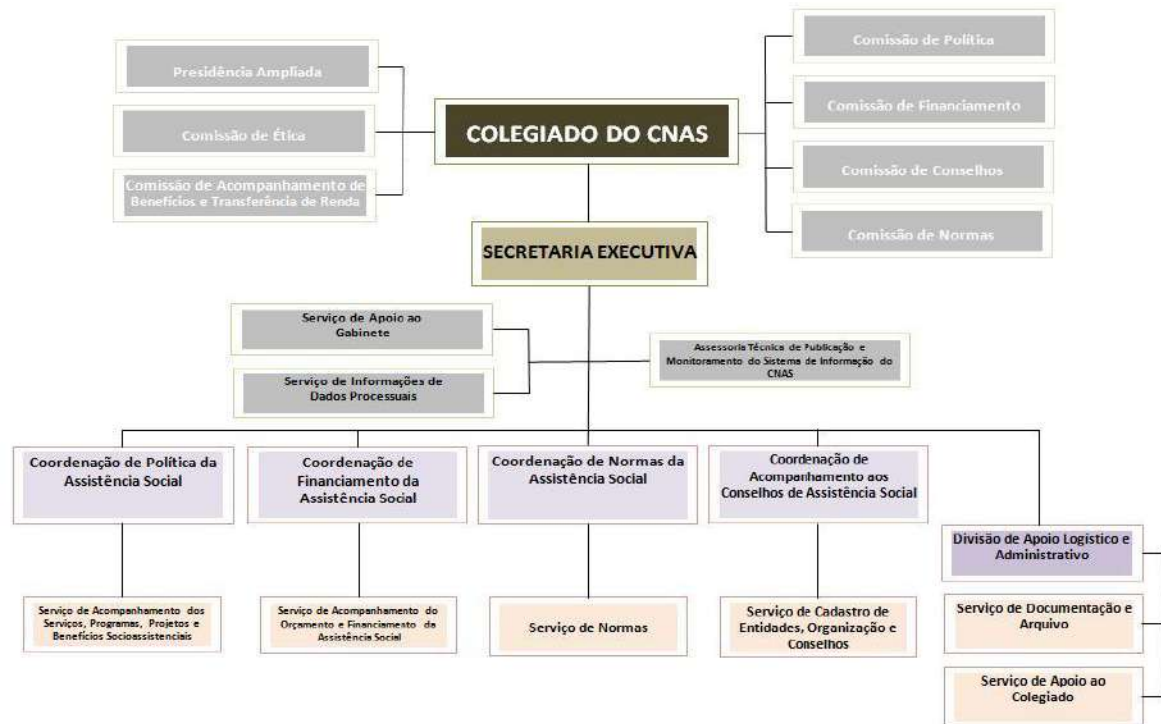 Presidência Ampliada
Comissão de Ética
Comissão de Acompanhamento de
Benefícios e Transferência de Renda
COLEGIADO DO CNAS
Comissão de Política
Comissão de Financiamento
Comissão de Conselhos
Comissão de Normas
SECRETARIA EXECUTIVA
Serviço de Apoio ao
Gabinete
Serviço de Informações de
Dados Processuais
Assessoria Técnica de Publicação e
Monitoramento do Sistema de Informação do
CNAS
Coordenação de Política da
Assistência Social
Coordenação de
Financiamento da
Assistência Social
Coordenação de Normas da
Assistência Social
Coordenação de
Acompanhamento aos
Conselhos de Assistência Social
Divisão de Apoio Logístico e
Administrativo
Serviço de Acompanhamento dos
Serviços, Programas, Projetos e
Benefícios Socioassistenciais
Serviço de Acompanhamento do
Orçamento e Financiamento da
Assistência Social
Serviço de Normas
Serviço de Cadastro de
Entidades, Organização e
Conselhos
Serviço de Documentação e
Arquivo
Serviço de Apoio ao
Colegiado